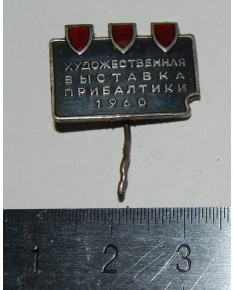 ХУДОЖЕСТВЕННАЯ
ВЫСТАВКА
ПРИБАЛТИКИ
1960
1 2 3